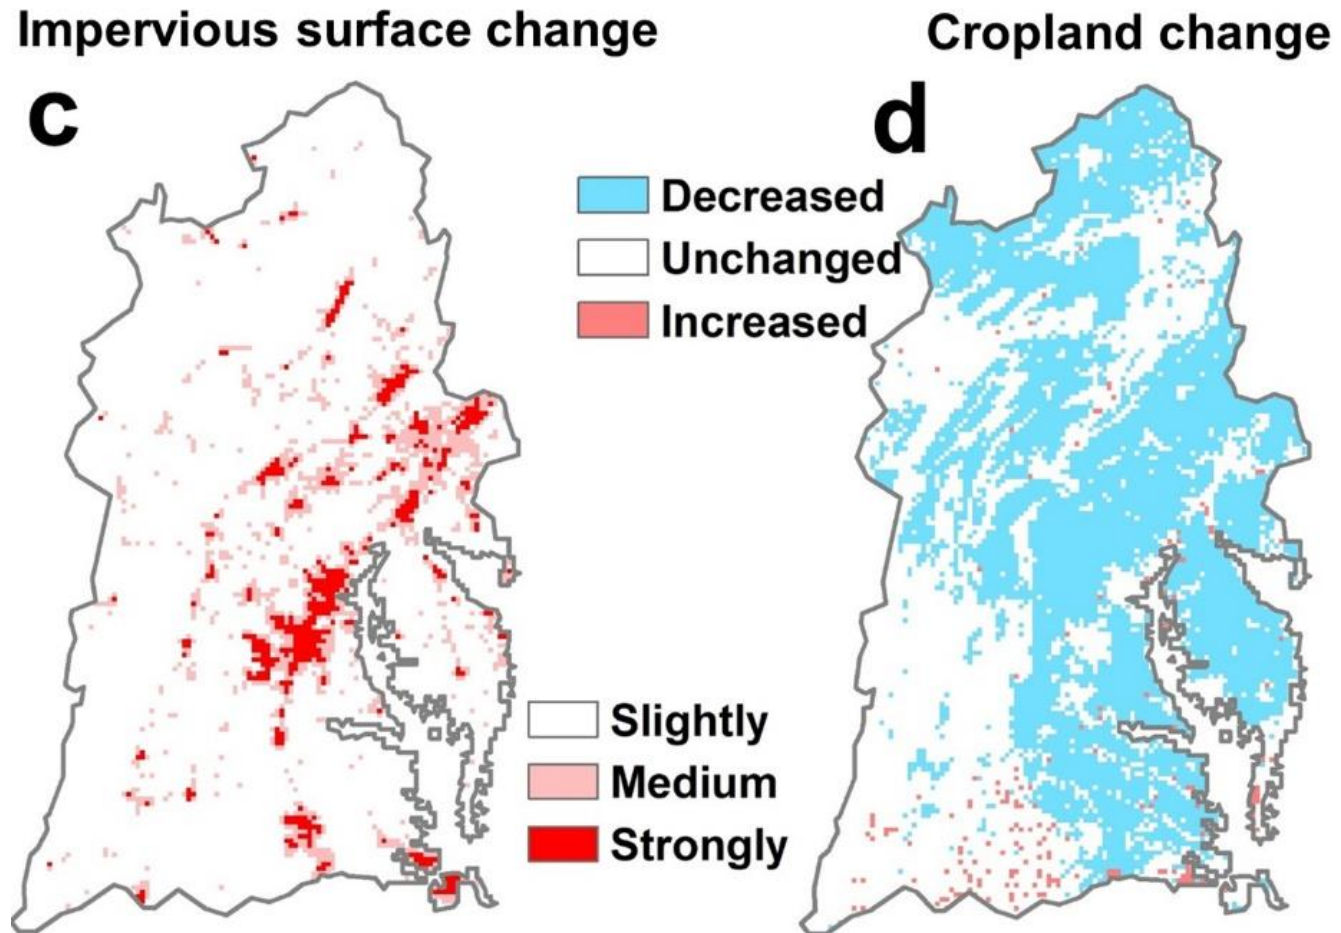 Impervious surface change
Cropland change
c
d
Decreased
Unchanged
Increased
Slightly
Medium
Strongly